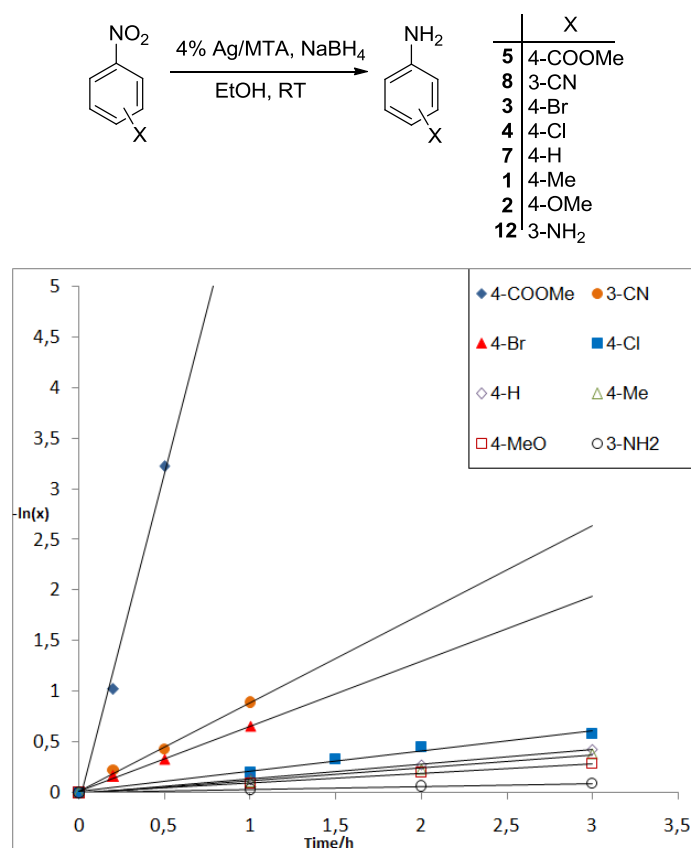 NO2
4% Ag/MTA, NaBH4
EtOH, RT
X
NH2
X
X
5 4-COOMe
8 3-CN
3 4-Br
4 4-Cl
7 4-H
1 4-Me
2 4-OMe
12 3-NH2
5
4,5
4
3,5
3
-ln(x)
2,5
2
1,5
1
0,5
0
4-COOMe 3-CN
4-Br 4-Cl
4-H 4-Me
4-MeO 3-NH2
0 0,5 1 1,5 2 2,5 3 3,5
Time/h